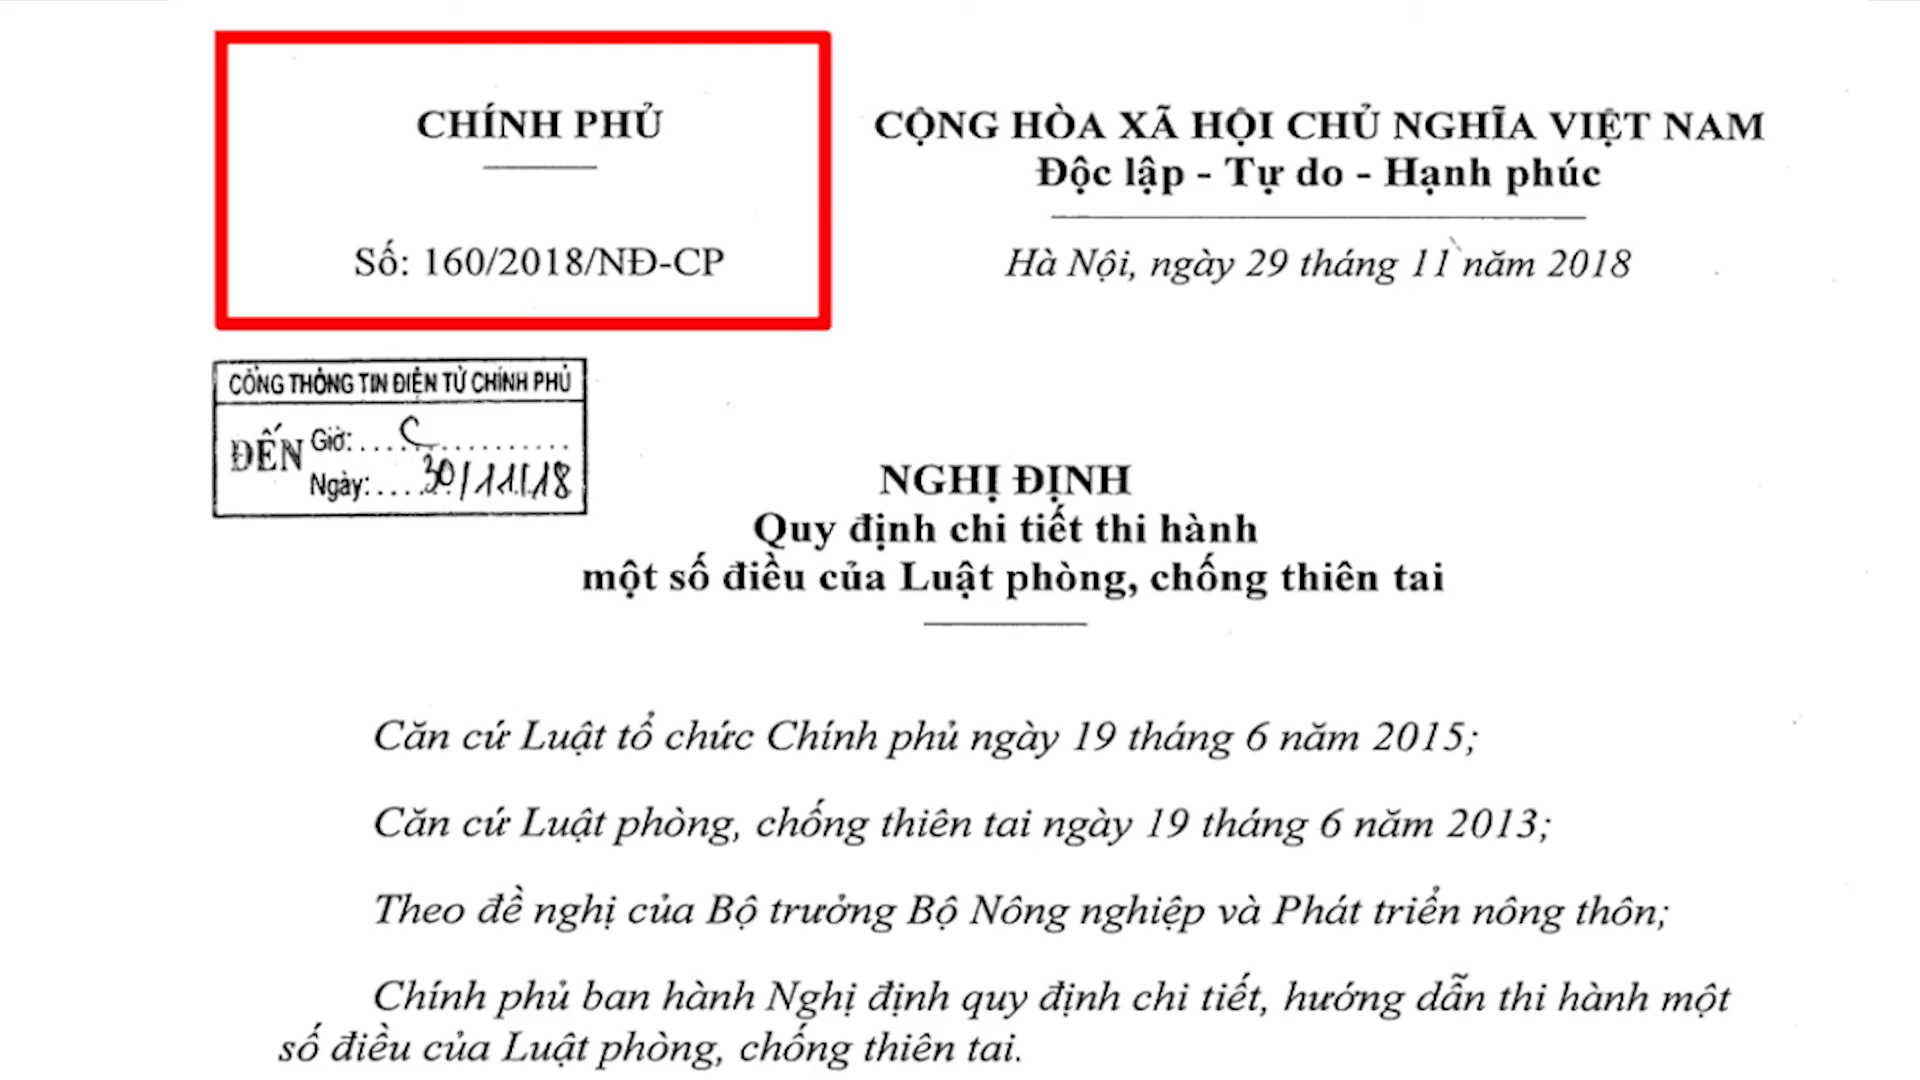 CHÍNH PHỦ
Số: 160/2018/NĐ-CP
CỘNG HÒA XÃ HỘI CHỦ NGHĨA VIỆT NAM
Độc lập - Tự do - Hạnh phúc
Hà Nội, ngày 29 tháng 11 năm 2018
CỔNG THÔNG TIN ĐIỆN TỬ CHÍNH PHỦ
ĐẾN
Giờ: ....C............
Ngày: ....30/11/18
NGHỊ ĐỊNH
Quy định chi tiết thi hành
một số điều của Luật phòng, chống thiên tai
Căn cứ Luật tổ chức Chính phủ ngày 19 tháng 6 năm 2015;
Căn cứ Luật phòng, chống thiên tai ngày 19 tháng 6 năm 2013;
Theo đề nghị của Bộ trưởng Bộ Nông nghiệp và Phát triển nông thôn;
Chính phủ ban hành Nghị định quy định chi tiết, hướng dẫn thi hành một
số điều của Luật phòng, chống thiên tai.